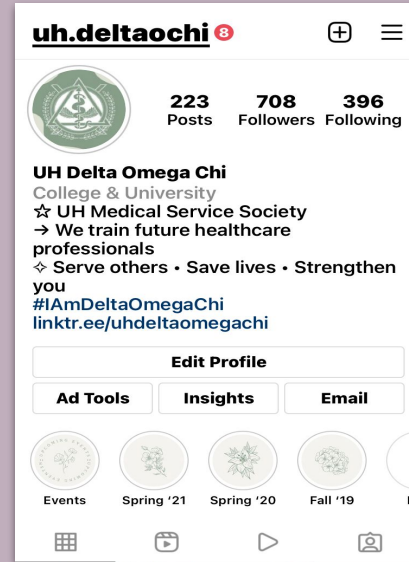 uh.deltaochi 8
223 708 396
Posts Followers Following
UH Delta Omega Chi
College & University
☆ UH Medical Service Society
→ We train future healthcare
professionals
✧ Serve others • Save lives • Strengthen
you
#IAmDeltaOmegaChi
linktr.ee/uhdeltaomegachi
Edit Profile
Ad Tools Insights Email
Events Spring ‘21 Spring ‘20 Fall ‘19